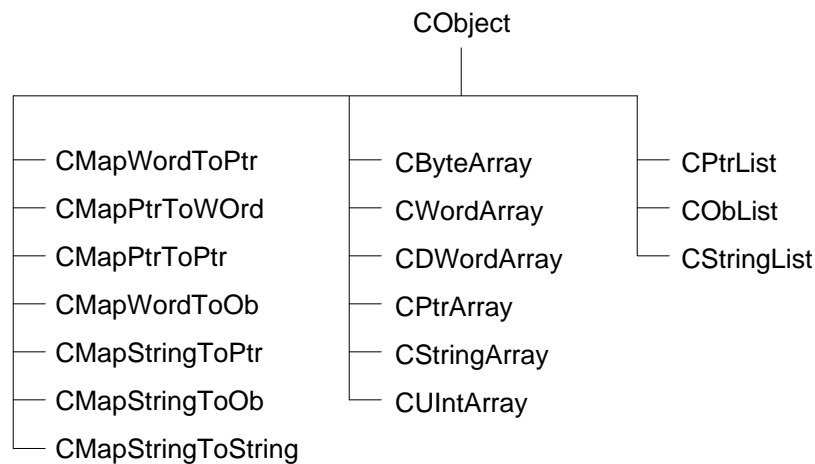 CObject
CMapWordToPtr
CMapPtrToWOrd
CMapPtrToPtr
CMapWordToOb
CMapStringToPtr
CMapStringToOb
CMapStringToString
CByteArray
CWordArray
CDWordArray
CPtrArray
CStringArray
CUIntArray
CPtrList
CObList
CStringList